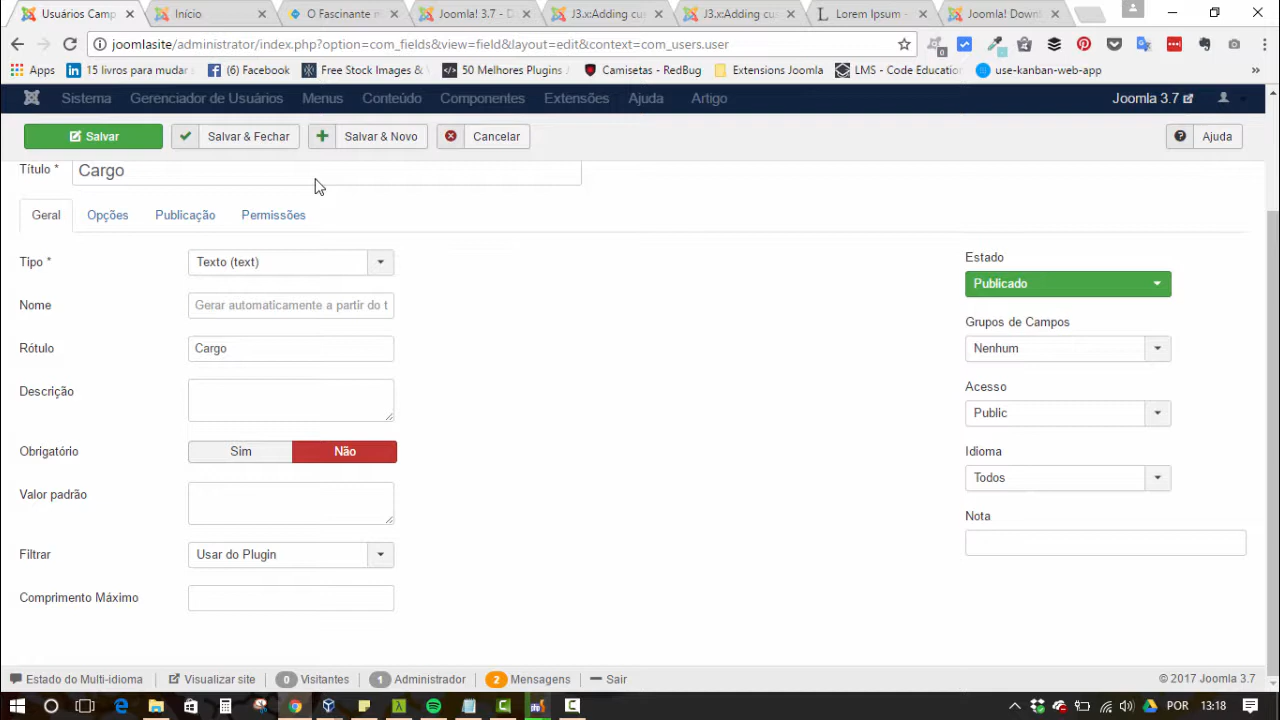 Usuários Camp
Início
O Fascinante m
Joomla! 3.7 - D
J3.x:Adding cus
J3.x:Adding cus
Lorem Ipsum -
Joomla! Downl
joomlasite/administrator/index.php?option=com_fields&view=field&layout=edit&context=com_users.user
Apps
15 livros para mudar
(6) Facebook
Free Stock Images &
50 Melhores Plugins
Camisetas - RedBug
Extensions Joomla
LMS - Code Educatio
use-kanban-web-app
Sistema
Gerenciador de Usuários
Menus
Conteúdo
Componentes
Extensões
Ajuda
Artigo
Joomla 3.7
Salvar
Salvar & Fechar
Salvar & Novo
Cancelar
Ajuda
Título *
Cargo
Geral
Opções
Publicação
Permissões
Tipo *
Texto (text)
Nome
Gerar automaticamente a partir do t
Rótulo
Cargo
Descrição
Obrigatório
Sim
Não
Valor padrão
Filtrar
Usar do Plugin
Comprimento Máximo
Estado
Publicado
Grupos de Campos
Nenhum
Acesso
Public
Idioma
Todos
Nota
Estado do Multi-idioma
Visualizar site
0 Visitantes
1 Administrador
2 Mensagens
Sair
© 2017 Joomla 3.7
POR
13:18